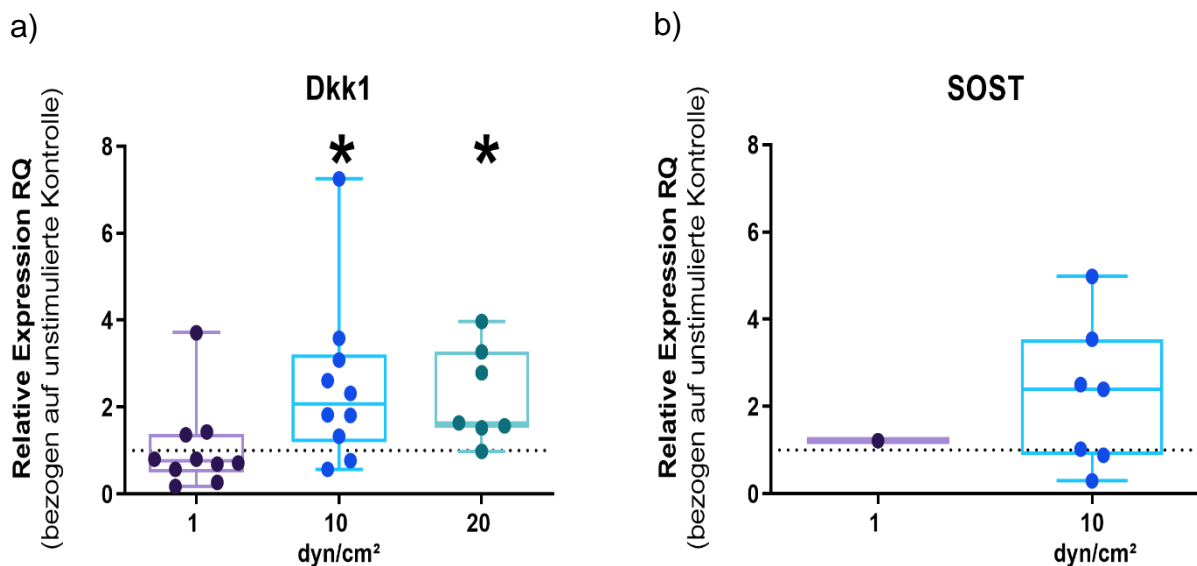 a)
Dkk1
Relative Expression RQ
(bezogen auf unstimulierte Kontrolle)
8
6
4
2
0
*
*
1
10
20
dyn/cm²
b)
SOST
Relative Expression RQ
(bezogen auf unstimulierte Kontrolle)
8
6
4
2
0
1
10
dyn/cm²